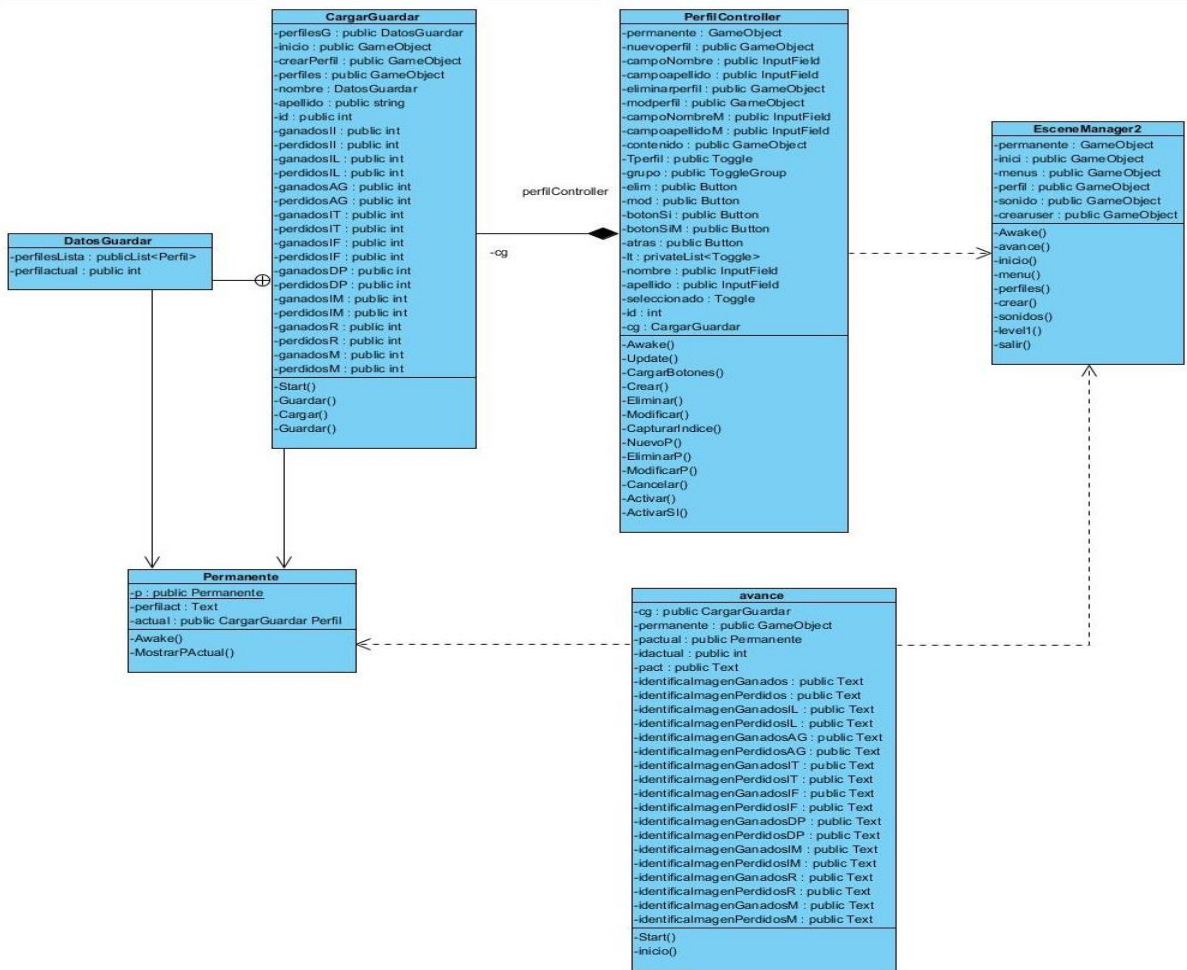 CargarGuardar
-perfilesG : public DatosGuardar
-inicio : public GameObject
-crearPerfil : public GameObject
-perfiles : public GameObject
-nombre : DatosGuardar
-apellido : public string
-id : public int
-ganadosII : public int
-perdidosII : public int
-ganadosIL : public int
-perdidosIL : public int
-ganadosAG : public int
-perdidosAG : public int
-ganadosIT : public int
-perdidosIT : public int
-ganadosIF : public int
-perdidosIF : public int
-ganadosDP : public int
-perdidosDP : public int
-ganadosIM : public int
-perdidosIM : public int
-ganadosR : public int
-perdidosR : public int
-ganadosM : public int
-perdidosM : public int
-Start()
-Guardar()
-Cargar()
-Guardar()
PerfilController
-permanente : GameObject
-nuevoperfil : public GameObject
-campoNombre : public InputField
-campoapellido : public InputField
-eliminarperfil : public GameObject
-modperfil : public GameObject
-campoNombreM : public InputField
-campoapellidoM : public InputField
-contenido : public GameObject
-Tperfil : public Toggle
-grupo : public ToggleGroup
-elim : public Button
-mod : public Button
-botonSi : public Button
-botonSiM : public Button
-atras : public Button
-lt : privateList<Toggle>
-nombre : public InputField
-apellido : public InputField
-seleccionado : Toggle
-id : int
-cg : CargarGuardar
-Awake()
-Update()
-CargarBotones()
-Crear()
-Eliminar()
-Modificar()
-CapturarIndice()
-NuevoP()
-EliminarP()
-ModificarP()
-Cancelar()
-Activar()
-ActivarSI()
EsceneManager2
-permanente : GameObject
-inici : public GameObject
-menus : public GameObject
-perfil : public GameObject
-sonido : public GameObject
-crearuser : public GameObject
-Awake()
-avance()
-inicio()
-menu()
-perfiles()
-crear()
-sonidos()
-level1()
-salir()
perfilController
-cg
DatosGuardar
-perfilesLista : publicList<Perfil>
-perfilactual : public int
Permanente
-p : public Permanente
-perfilact : Text
-actual : public CargarGuardar Perfil
-Awake()
-MostrarPActual()
avance
-cg : public CargarGuardar
-permanente : public GameObject
-pactual : public Permanente
-idactual : public int
-pact : public Text
-identificaImagenGanados : public Text
-identificaImagenPerdidos : public Text
-identificaImagenGanadosIL : public Text
-identificaImagenPerdidosIL : public Text
-identificaImagenGanadosAG : public Text
-identificaImagenPerdidosAG : public Text
-identificaImagenGanadosIT : public Text
-identificaImagenPerdidosIT : public Text
-identificaImagenGanadosIF : public Text
-identificaImagenPerdidosIF : public Text
-identificaImagenGanadosDP : public Text
-identificaImagenPerdidosDP : public Text
-identificaImagenGanadosIM : public Text
-identificaImagenPerdidosIM : public Text
-identificaImagenGanadosR : public Text
-identificaImagenPerdidosR : public Text
-identificaImagenGanadosM : public Text
-identificaImagenPerdidosM : public Text
-Start()
-inicio()